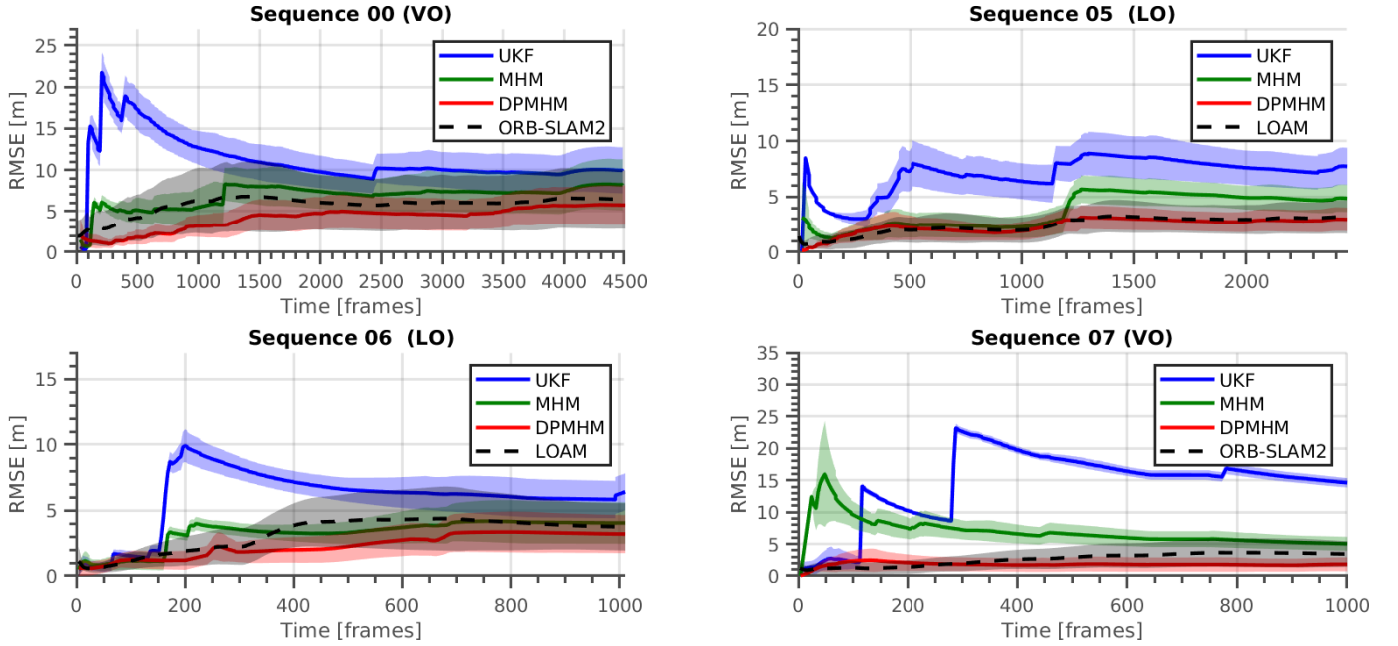 Sequence 00 (VO)
RMSE [m]
25
20
15
10
5
0
UKF
MHM
DPMHM
ORB-SLAM2
0 500 1000 1500 2000 2500 3000 3500 4000 4500
Time [frames]
Sequence 05 (LO)
RMSE [m]
20
15
10
5
0
UKF
MHM
DPMHM
LOAM
0 500 1000 1500 2000
Time [frames]
Sequence 06 (LO)
RMSE [m]
15
10
5
0
UKF
MHM
DPMHM
LOAM
0 200 400 600 800 1000
Time [frames]
Sequence 07 (VO)
RMSE [m]
35
30
25
20
15
10
5
0
UKF
MHM
DPMHM
ORB-SLAM2
0 200 400 600 800 1000
Time [frames]